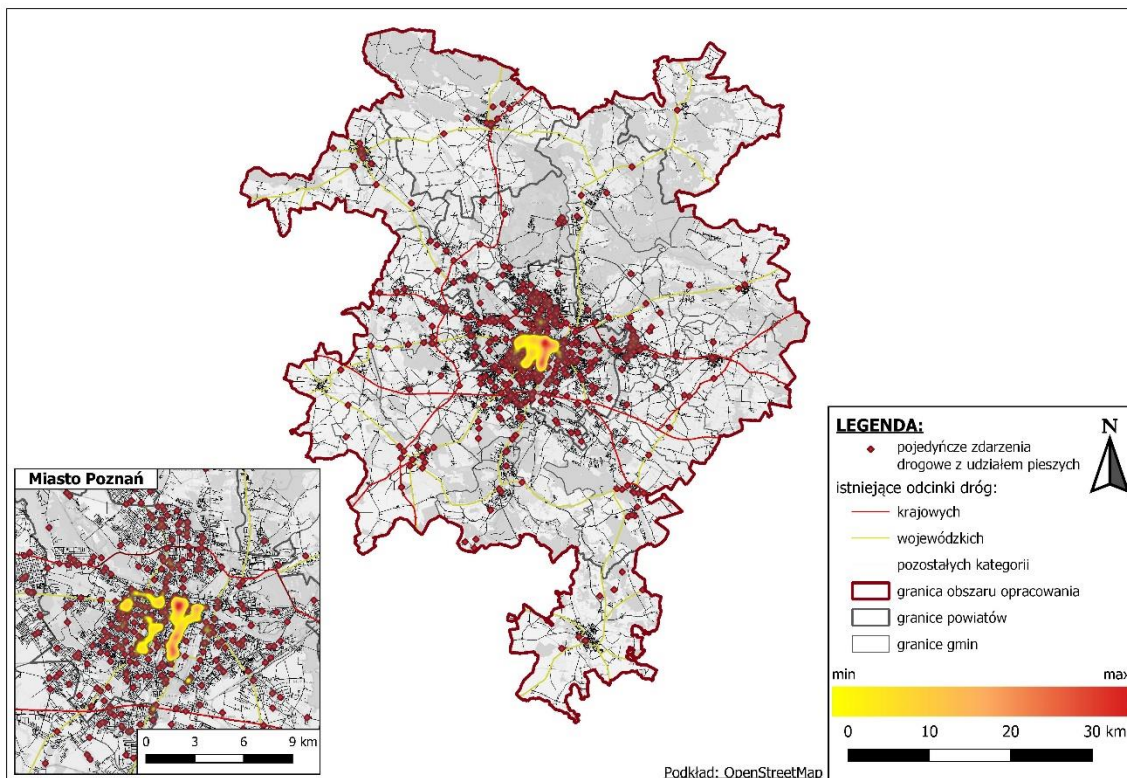 Miasto Poznań
0 3 6 9 km
LEGENDA:
N
pojedyńcze zdarzenia
drogowe z udziałem pieszych
istniejące odcinki dróg:
krajowych
wojewódzkich
pozostałych kategorii
granica obszaru opracowania
granice powiatów
granice gmin
min max
0 10 20 30 km
Podkład: OpenStreetMap